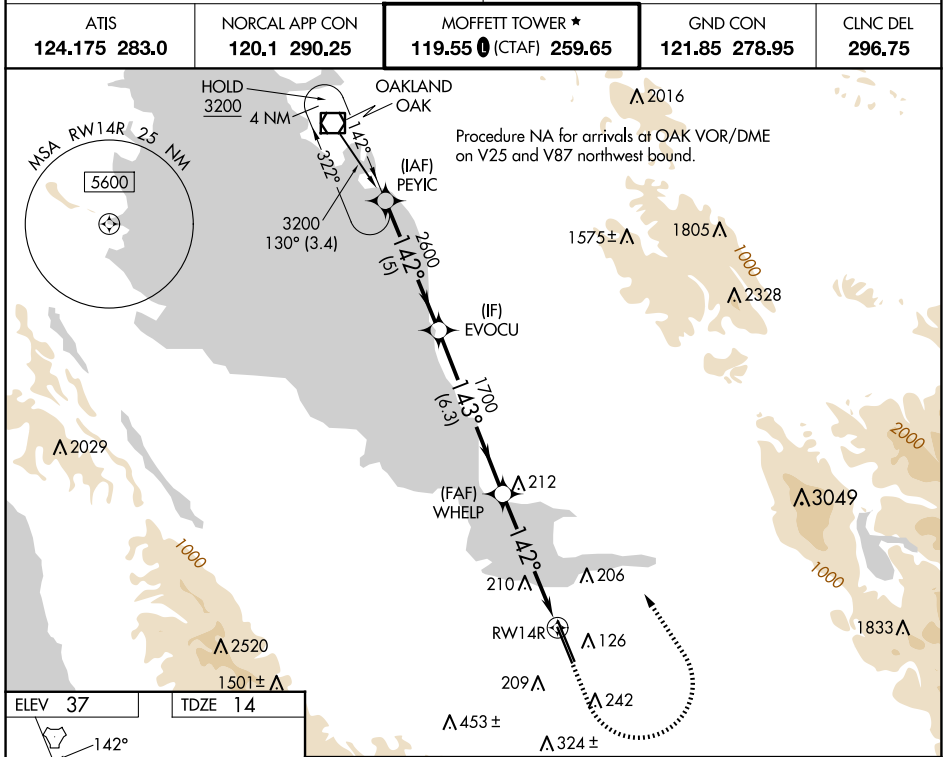 ATIS
124.175 283.0
NORCAL APP CON
120.1 290.25
MOFFETT TOWER ★
119.55 L (CTAF) 259.65
GND CON
121.85 278.95
CLNC DEL
296.75
HOLD
3200
4 NM
OAKLAND
OAK
2016
Procedure NA for arrivals at OAK VOR/DME
on V25 and V87 northwest bound.
MSA RW14R 25 NM
5600
142°
322°
(IAF)
PEYIC
3200
130° (3.4)
2600
142°
(5)
1575±
1805
1000
2328
(IF)
EVOCU
1700
143°
(6.3)
2029
2000
(FAF)
WHELP
212
3049
142°
1000
1000
210
206
RW14R
126
1833
2520
1501±
209
242
453±
324±
ELEV 37
TDZE 14
142°